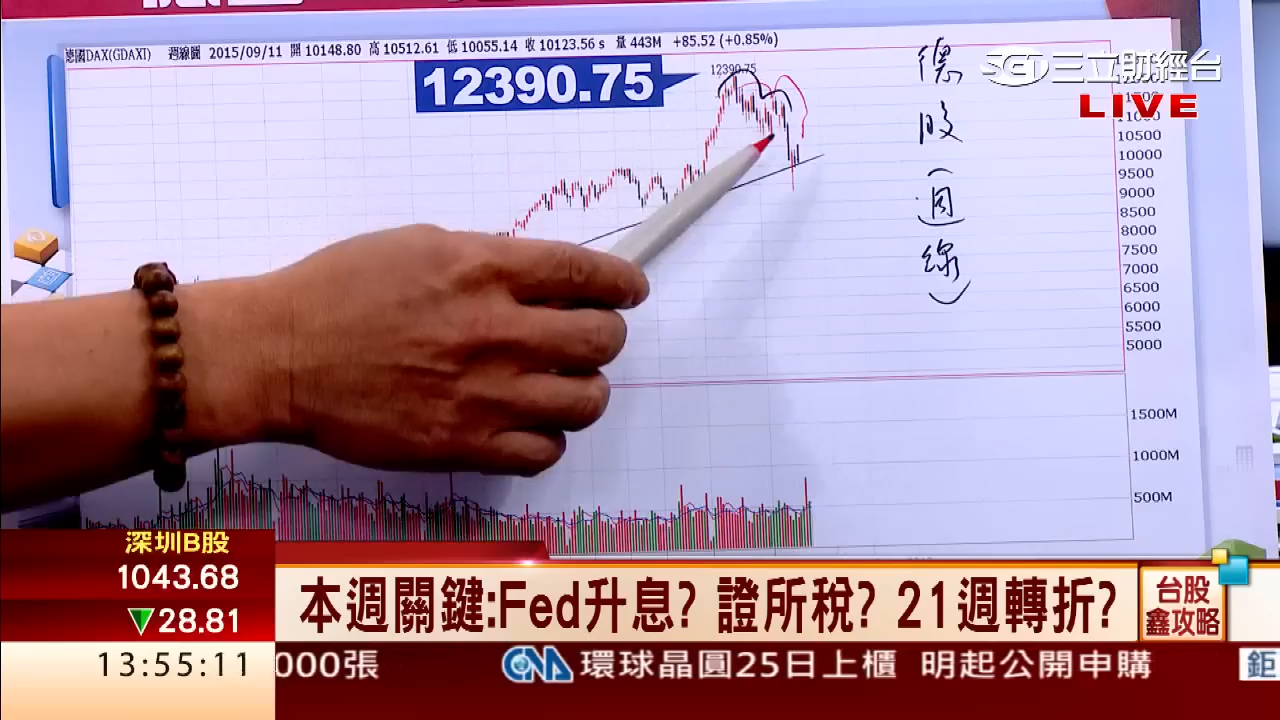 德國DAX(GDAXI) 週線圖 2015/09/11 開 10148.80 高 10512.61 低 10055.14 收 10123.56 s 量 443M +85.52 (+0.85%)
12390.75
12390.75
德股(週線)
三立財經台
LIVE
11500
11000
10500
10000
9500
9000
8500
8000
7500
7000
6500
6000
5500
5000
1500M
1000M
500M
深圳B股
1043.68
▼28.81
本週關鍵:Fed升息? 證所稅? 21週轉折?
台股
鑫攻略
13:55:11
000張 CNA 環球晶圓25日上櫃 明起公開申購 鉅